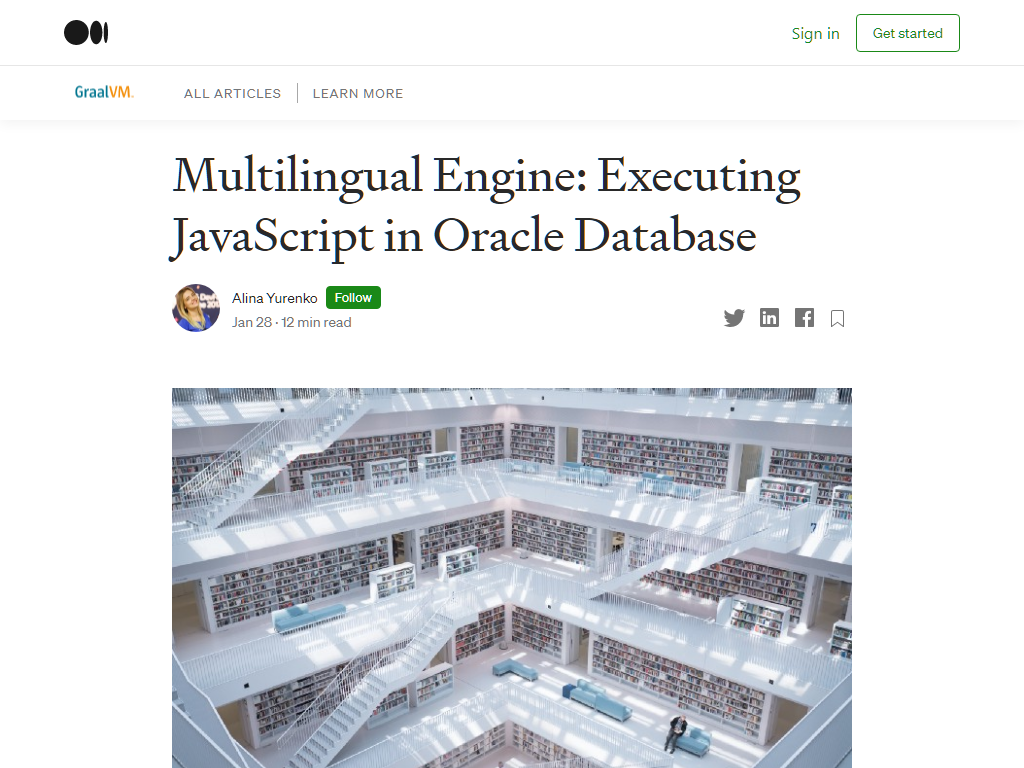 Sign in
Get started
GraalVM.
ALL ARTICLES
LEARN MORE
Multilingual Engine: Executing
JavaScript in Oracle Database
Alina Yurenko
Follow
Jan 28 · 12 min read